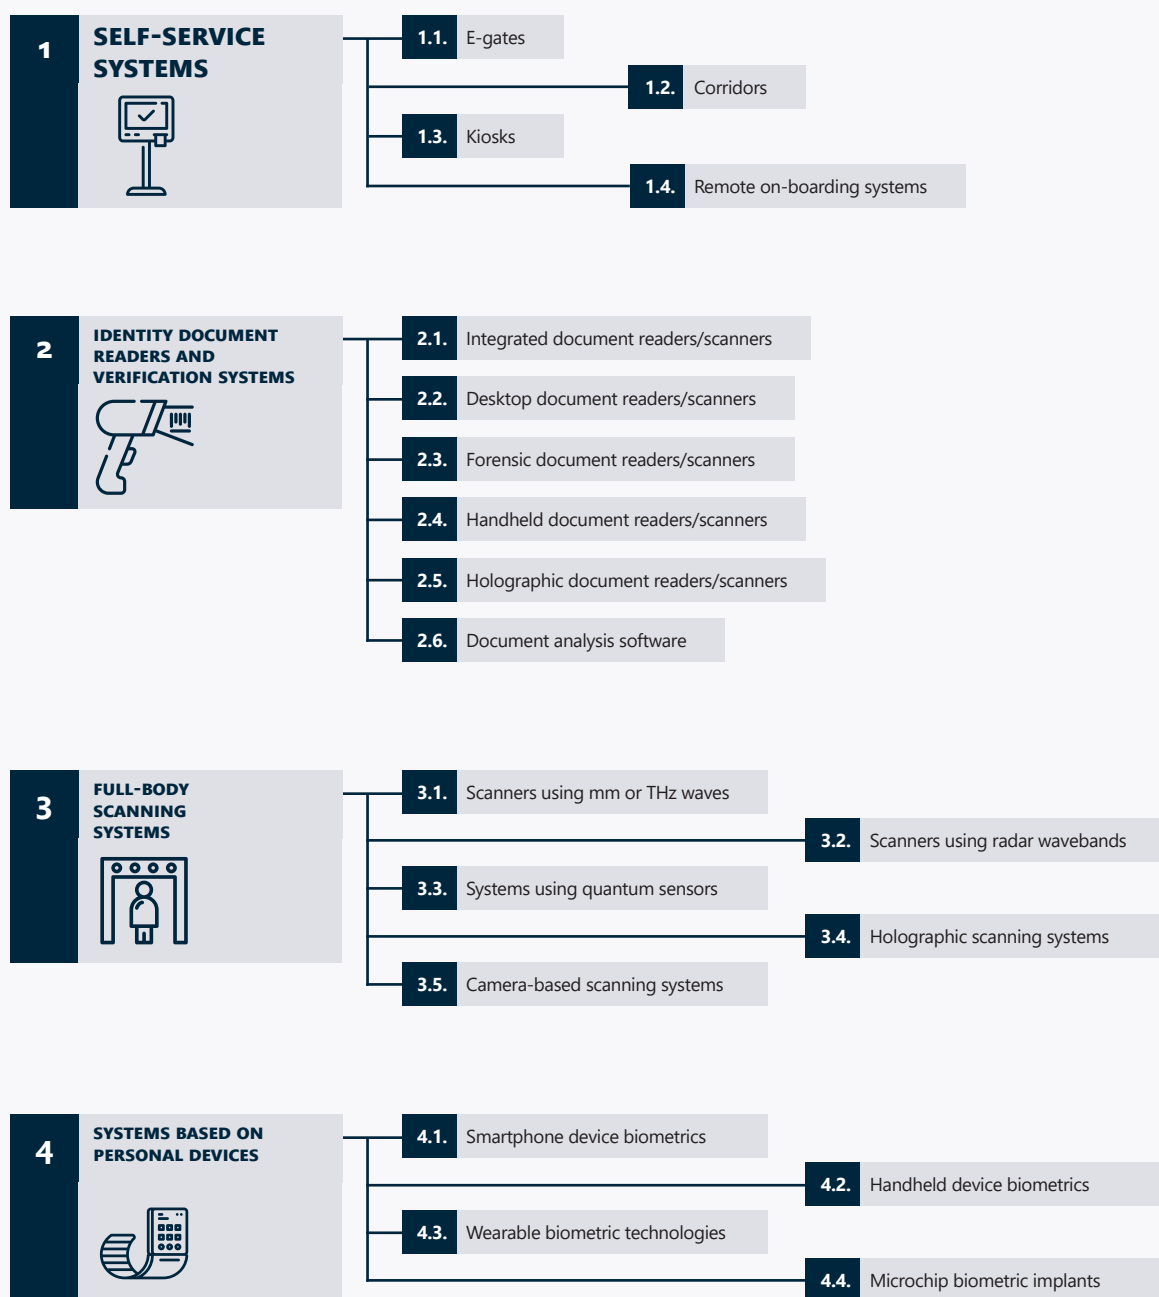 1
SELF-SERVICE
SYSTEMS
1.1. E-gates
1.2. Corridors
1.3. Kiosks
1.4. Remote on-boarding systems
2
IDENTITY DOCUMENT
READERS AND
VERIFICATION SYSTEMS
2.1. Integrated document readers/scanners
2.2. Desktop document readers/scanners
2.3. Forensic document readers/scanners
2.4. Handheld document readers/scanners
2.5. Holographic document readers/scanners
2.6. Document analysis software
3
FULL-BODY
SCANNING
SYSTEMS
3.1. Scanners using mm or THz waves
3.2. Scanners using radar wavebands
3.3. Systems using quantum sensors
3.4. Holographic scanning systems
3.5. Camera-based scanning systems
4
SYSTEMS BASED ON
PERSONAL DEVICES
4.1. Smartphone device biometrics
4.2. Handheld device biometrics
4.3. Wearable biometric technologies
4.4. Microchip biometric implants